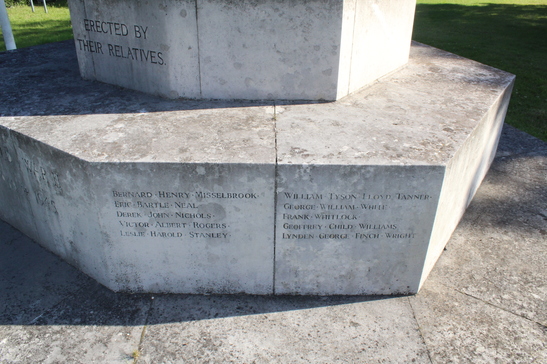 ERECTED BY
THEIR RELATIVES.
BERNARD · HENRY · MISSELBROOK ·
ERIC · BARTLE · NEAL ·
DEREK · JOHN · NICHOLS ·
VICTOR · ALBERT · ROGERS ·
LESLIE · HAROLD · STANLEY ·
WILLIAM · TYSON · LLOYD · TANNER ·
GEORGE · WILLIAM · WHITE ·
FRANK · WHITLOCK ·
GEOFFREY · CHILD · WILLIAMS ·
LYNDEN · GEORGE · FINCH · WRIGHT ·